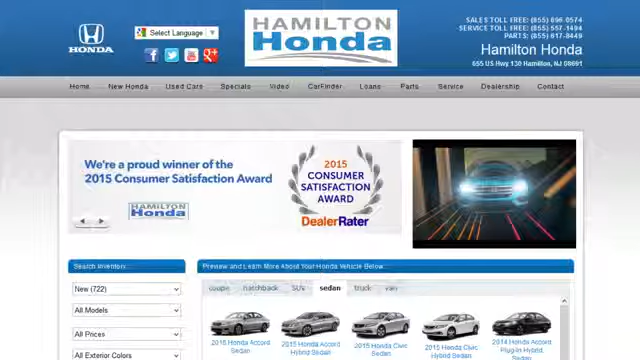 SALES TOLL FREE: (855) 696-0574
SERVICE TOLL FREE: (855) 557-1494
PARTS: (855) 617-8449
Hamilton Honda
655 US Hwy 130 Hamilton, NJ 08691
HONDA
Select Language
HAMILTON
Honda
Home New Honda Used Cars Specials Video CarFinder Loans Parts Service Dealership Contact
We're a proud winner of the
2015 Consumer Satisfaction Award
HAMILTON
Honda
2015
CONSUMER
SATISFACTION
AWARD
DealerRater
Search Inventory...
New (722)
All Models
All Prices
All Exterior Colors
Preview and Learn More About Your Honda Vehicle Below...
coupe hatchback SUV sedan truck van
2015 Honda Accord
Sedan
2015 Honda Accord
Hybrid Sedan
2015 Honda Civic
Sedan
2015 Honda Civic
Hybrid Sedan
2014 Honda Accord
Plug-in Hybrid
Sedan